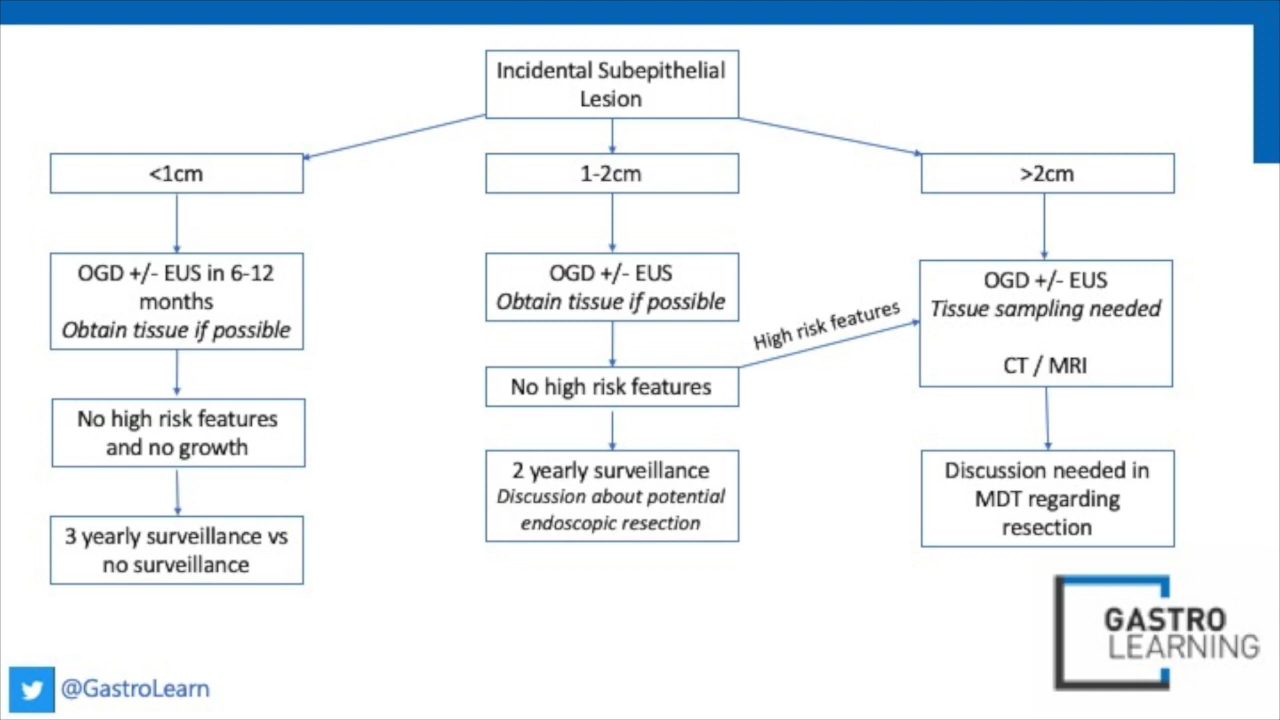 Incidental Subepithelial
Lesion
<1cm
1-2cm
>2cm
OGD +/- EUS in 6-12
months
Obtain tissue if possible
OGD +/- EUS
Obtain tissue if possible
OGD +/- EUS
Tissue sampling needed
CT / MRI
High risk features
No high risk features
and no growth
No high risk features
3 yearly surveillance vs
no surveillance
2 yearly surveillance
Discussion about potential
endoscopic resection
Discussion needed in
MDT regarding
resection
GASTRO
LEARNING
@GastroLearn